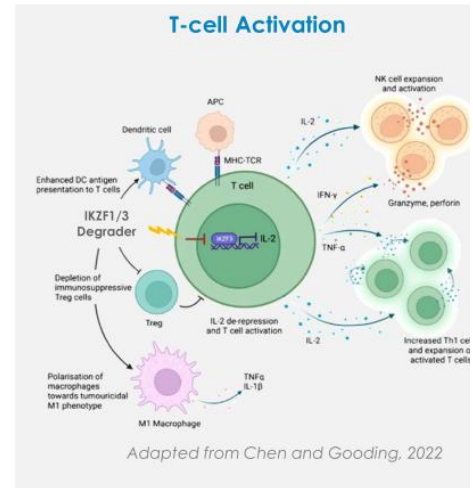 T-cell Activation
NK cell expansion
and activation
APC
IL-2
Dendritic cell
MHC-TCR
T cell
Enhanced DC antigen
presentation to T cells
IFN-γ
Granzyme, perforin
IKZF1/3
Degrader
IKZF3
IL-2
TNF-α
Depletion of
immunosuppressive
Treg cells
Treg
IL-2 de-repression
and T cell activation
IL-2
Increased Th1 cell
and expansion o
activated T cells
Polarisation of
macrophages
towards tumouricidal
M1 phenotype
TNFα
IL-1β
M1 Macrophage
Adapted from Chen and Gooding, 2022